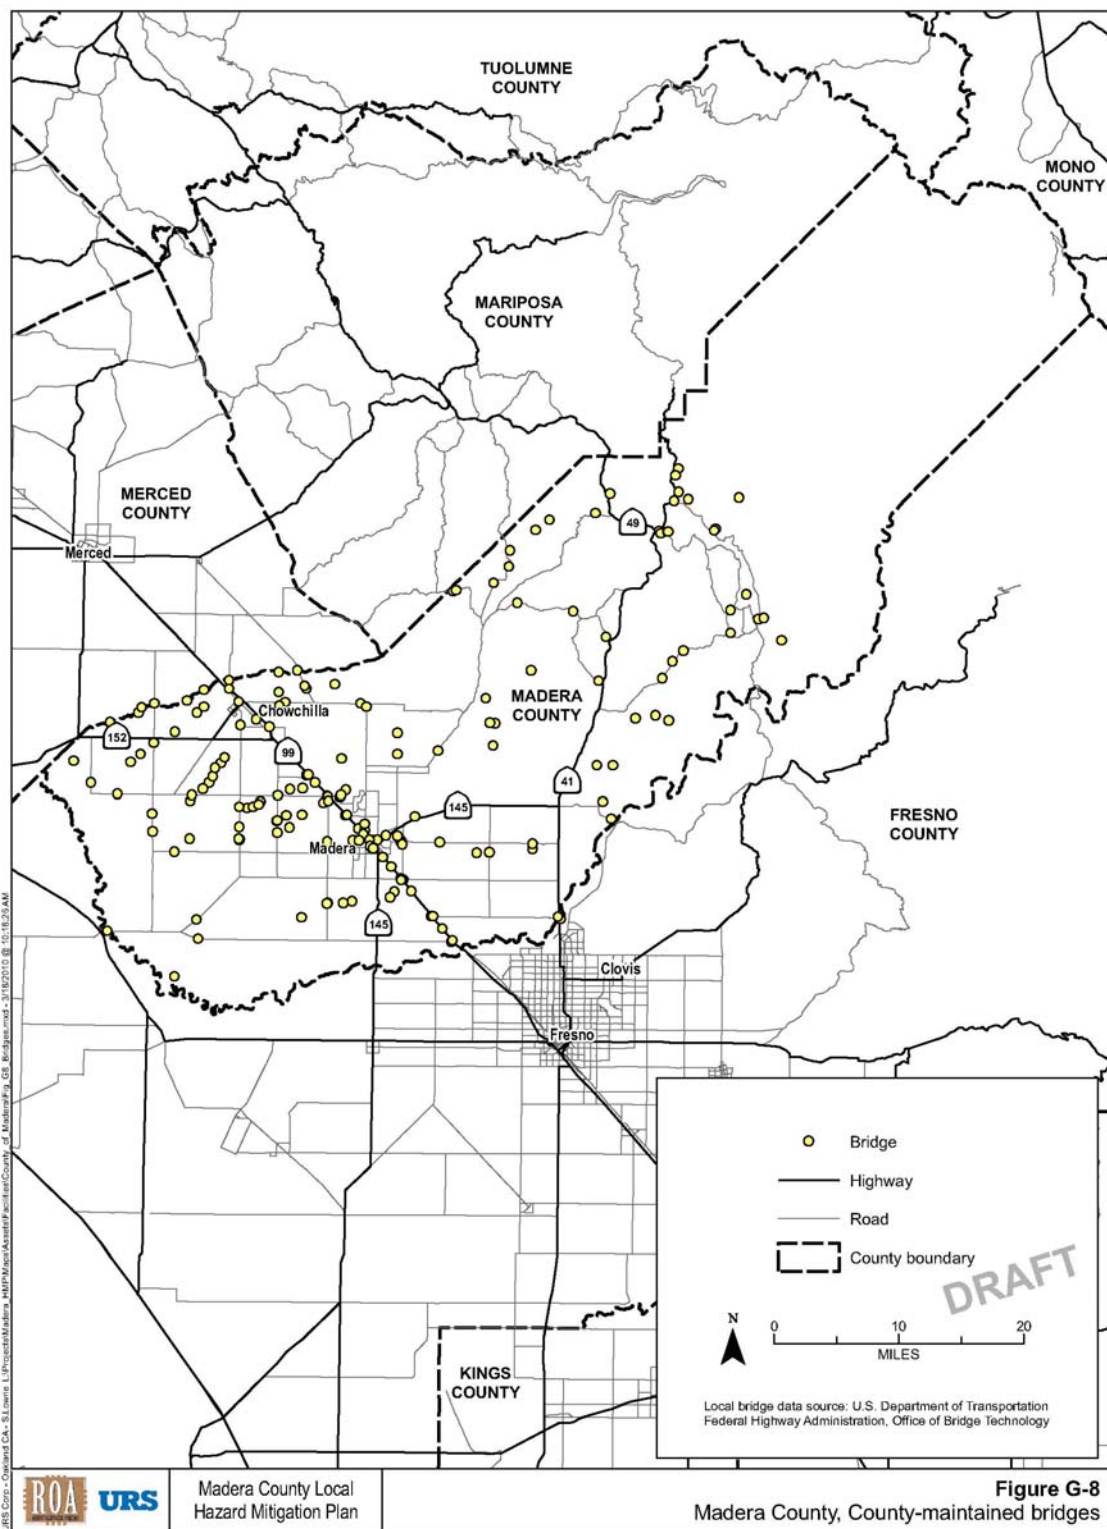 TUOLUMNE
COUNTY
MONO
COUNTY
MARIPOSA
COUNTY
MERCED
COUNTY
49
Merced
MADERA
COUNTY
Chowchilla
152
99
41
145
FRESNO
COUNTY
Madera
145
Clovis
Fresno
Bridge
Highway
Road
County boundary
DRAFT
N
0 10 20
MILES
KINGS
COUNTY
Local bridge data source: U.S. Department of Transportation
Federal Highway Administration, Office of Bridge Technology
ROA
URS
Madera County Local
Hazard Mitigation Plan
Figure G-8
Madera County, County-maintained bridges